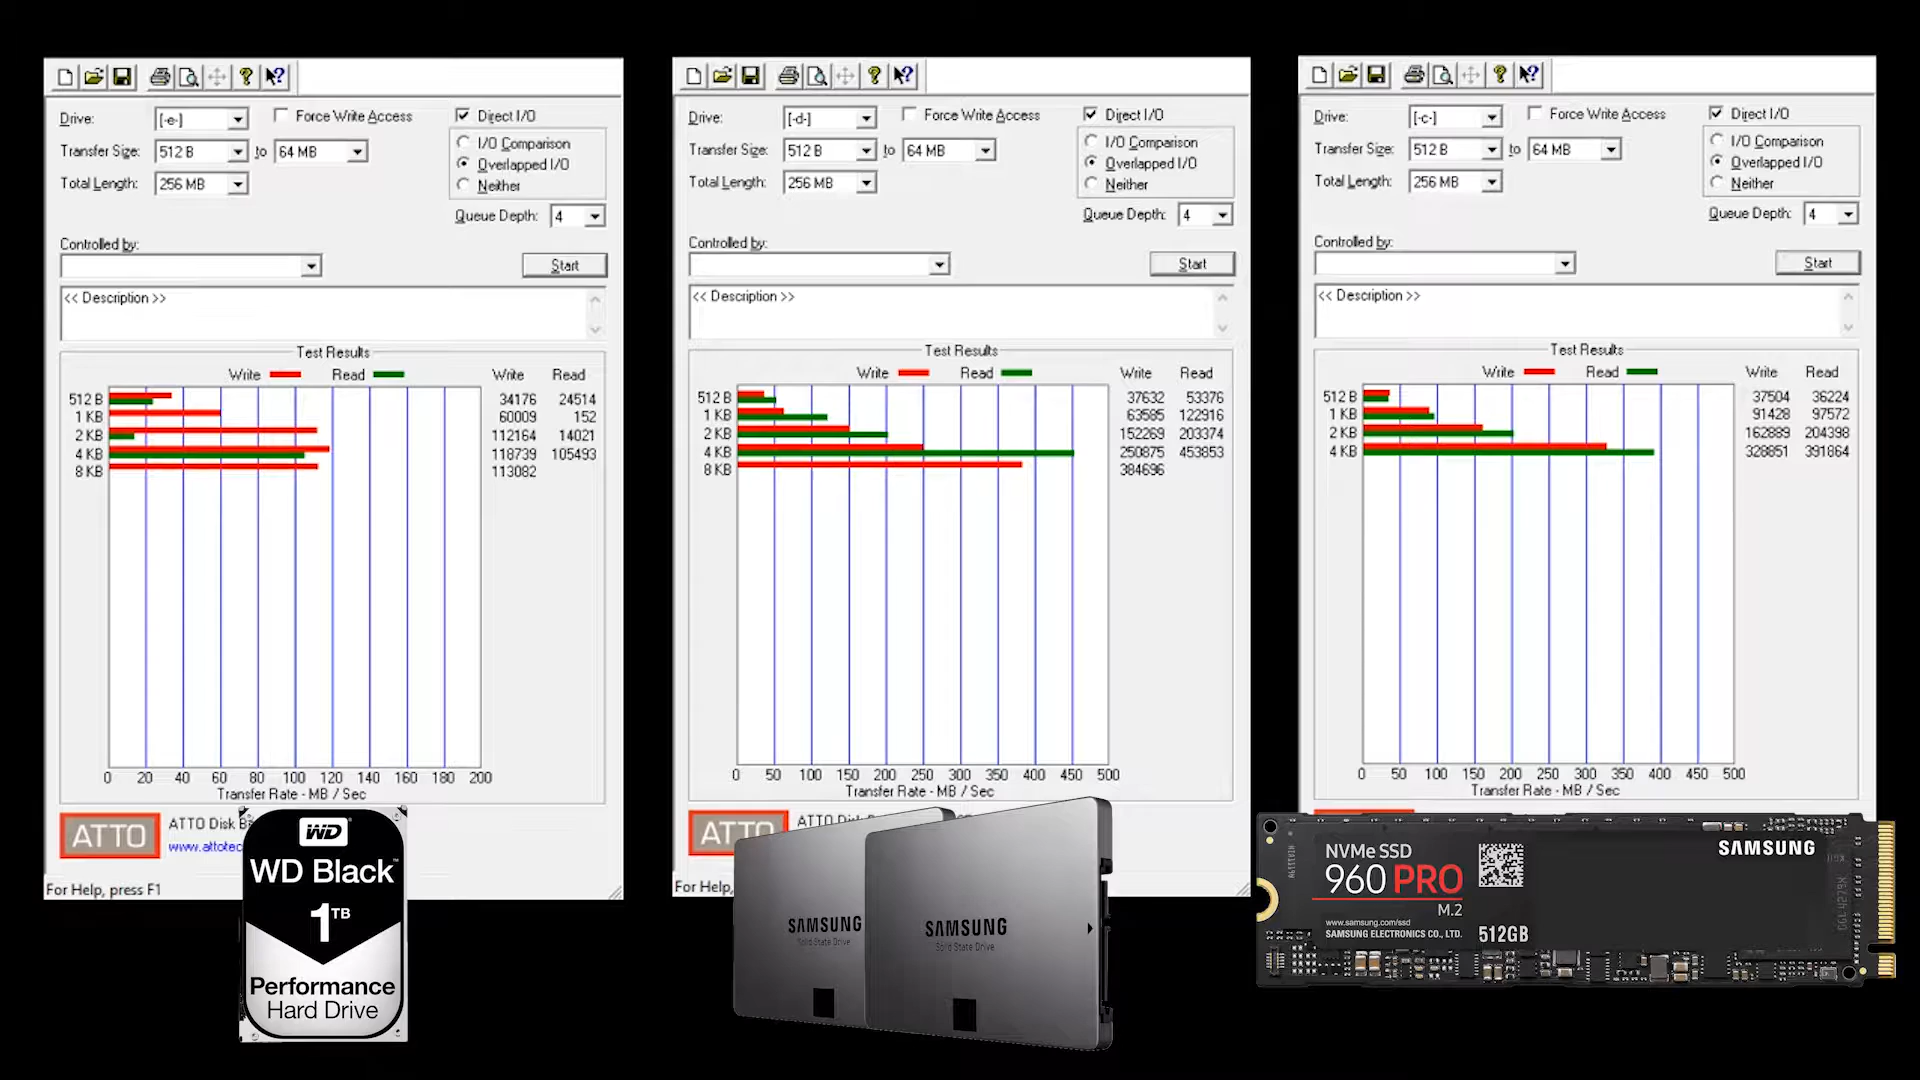 Drive: [-e-] Force Write Access Direct I/O
Transfer Size: 512 B to 64 MB I/O Comparison
Overlapped I/O
Total Length: 256 MB Neither
Queue Depth: 4
Controlled by:
Start
<< Description >>
Test Results
Write Read Write Read
512 B 34176 24514
1 KB 60009 152
2 KB 112164 14021
4 KB 118739 105493
8 KB 113082
0 20 40 60 80 100 120 140 160 180 200
Transfer Rate - MB / Sec
ATTO ATTO Disk B
www.attotec
For Help, press F1
WD
WD Black™
1TB
Performance
Hard Drive
Drive: [-d-] Force Write Access Direct I/O
Transfer Size: 512 B to 64 MB I/O Comparison
Overlapped I/O
Total Length: 256 MB Neither
Queue Depth: 4
Controlled by:
Start
<< Description >>
Test Results
Write Read Write Read
512 B 37632 53376
1 KB 63585 122916
2 KB 152269 203374
4 KB 250875 453853
8 KB 384696
0 50 100 150 200 250 300 350 400 450 500
Transfer Rate - MB / Sec
ATTO ATTO Disk
For Help,
SAMSUNG
Solid State Drive
SAMSUNG
Solid State Drive
Drive: [-c-] Force Write Access Direct I/O
Transfer Size: 512 B to 64 MB I/O Comparison
Overlapped I/O
Total Length: 256 MB Neither
Queue Depth: 4
Controlled by:
Start
<< Description >>
Test Results
Write Read Write Read
512 B 37504 36224
1 KB 91428 97572
2 KB 162889 204398
4 KB 328851 391864
0 50 100 150 200 250 300 350 400 450 500
Transfer Rate - MB / Sec
NVMe SSD
960 PRO
M.2
www.samsung.com/ssd
SAMSUNG ELECTRONICS CO., LTD.
512GB
SAMSUNG